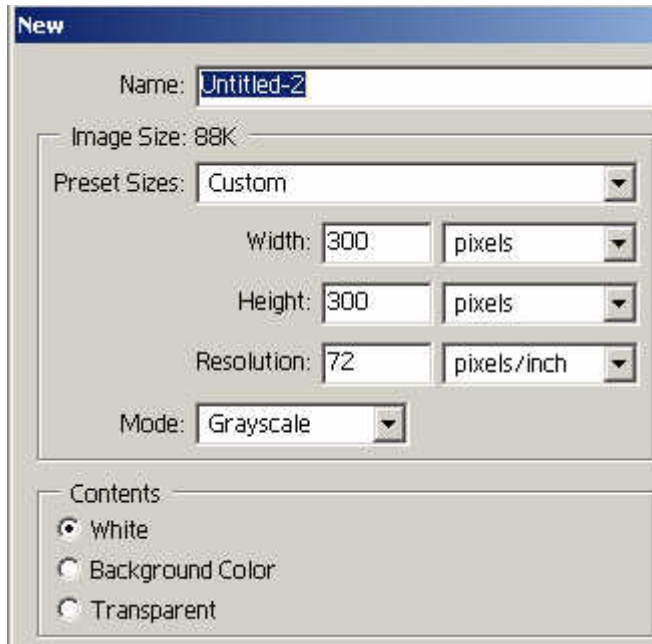 New
Name: Untitled-2
Image Size: 88K
Preset Sizes: Custom
Width: 300 pixels
Height: 300 pixels
Resolution: 72 pixels/inch
Mode: Grayscale
Contents
White
Background Color
Transparent